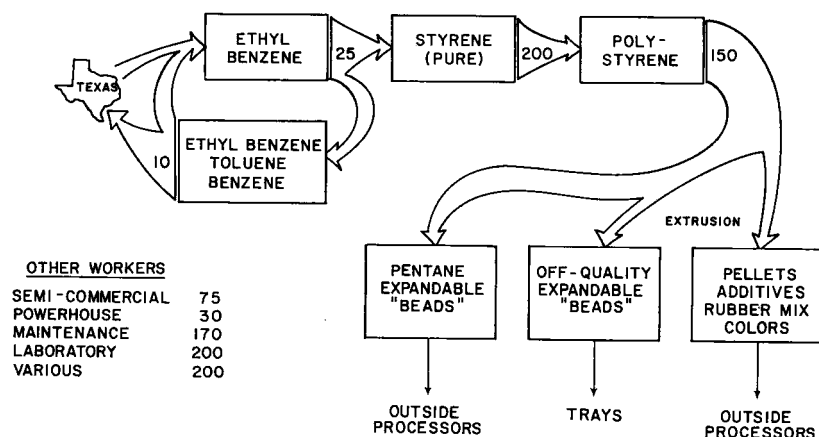 TEXAS
ETHYL
BENZENE
25
STYRENE
(PURE)
200
POLY-
STYRENE
150
10
ETHYL BENZENE
TOLUENE
BENZENE
EXTRUSION
PENTANE
EXPANDABLE
"BEADS"
OFF-QUALITY
EXPANDABLE
"BEADS"
PELLETS
ADDITIVES
RUBBER MIX
COLORS
OUTSIDE
PROCESSORS
TRAYS
OUTSIDE
PROCESSORS
OTHER WORKERS
SEMI-COMMERCIAL 75
POWERHOUSE 30
MAINTENANCE 170
LABORATORY 200
VARIOUS 200